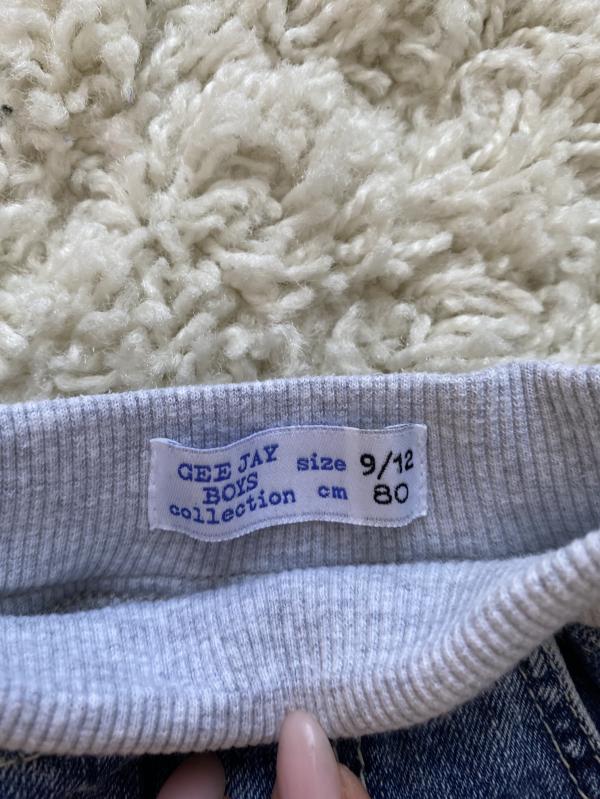 GEE JAY
BOYS
collection
size 9/12
cm 80